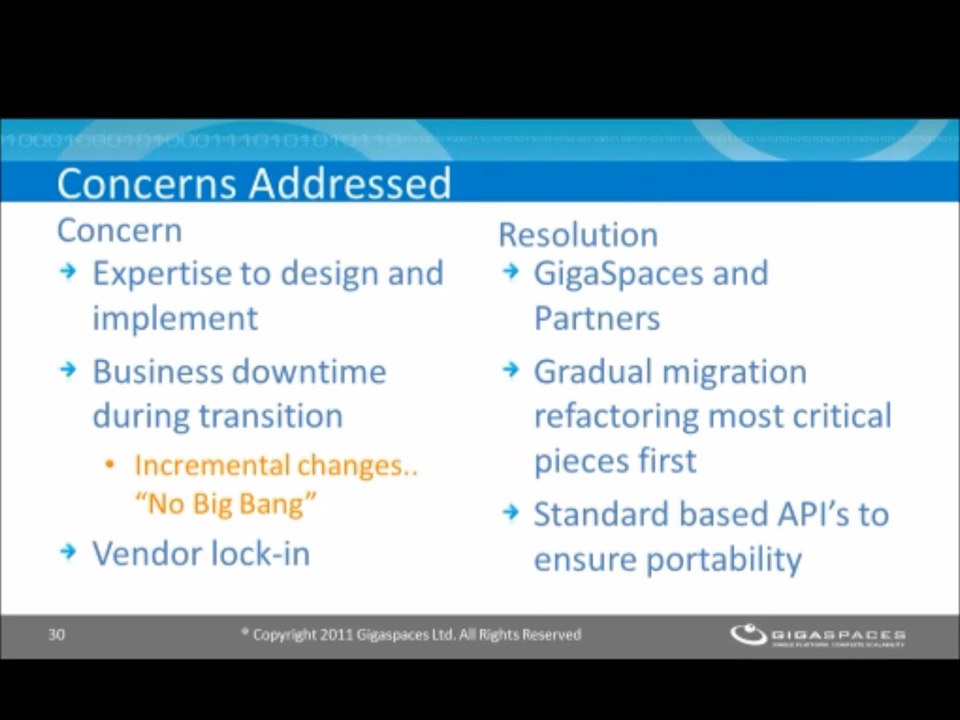 Concerns Addressed
Concern
Expertise to design and
implement
Business downtime
during transition
Incremental changes..
“No Big Bang”
Vendor lock-in
Resolution
GigaSpaces and
Partners
Gradual migration
refactoring most critical
pieces first
Standard based API’s to
ensure portability
30
® Copyright 2011 Gigaspaces Ltd. All Rights Reserved
GIGASPACES